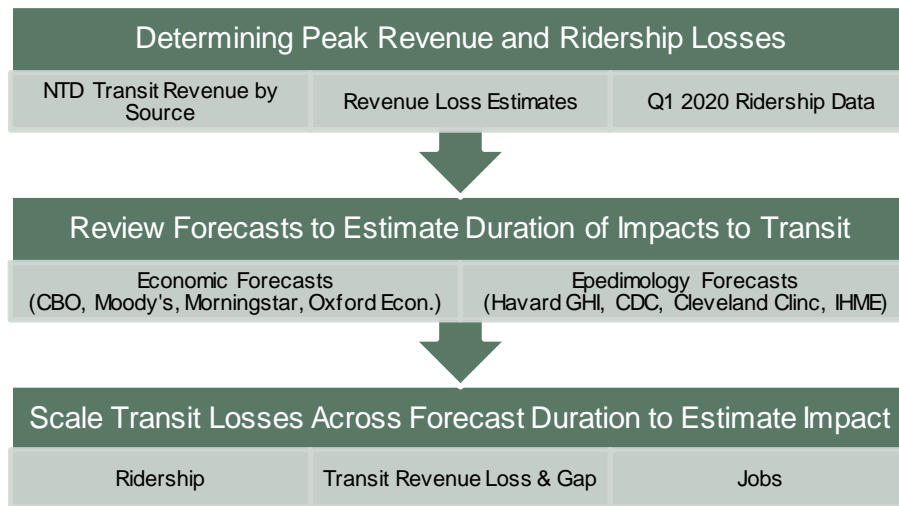 Determining Peak Revenue and Ridership Losses
NTD Transit Revenue by
Source
Revenue Loss Estimates
Q1 2020 Ridership Data
Review Forecasts to Estimate Duration of Impacts to Transit
Economic Forecasts
(CBO, Moody's, Morningstar, Oxford Econ.)
Epedimology Forecasts
(Havard GHI, CDC, Cleveland Clinc, IHME)
Scale Transit Losses Across Forecast Duration to Estimate Impact
Ridership
Transit Revenue Loss & Gap
Jobs